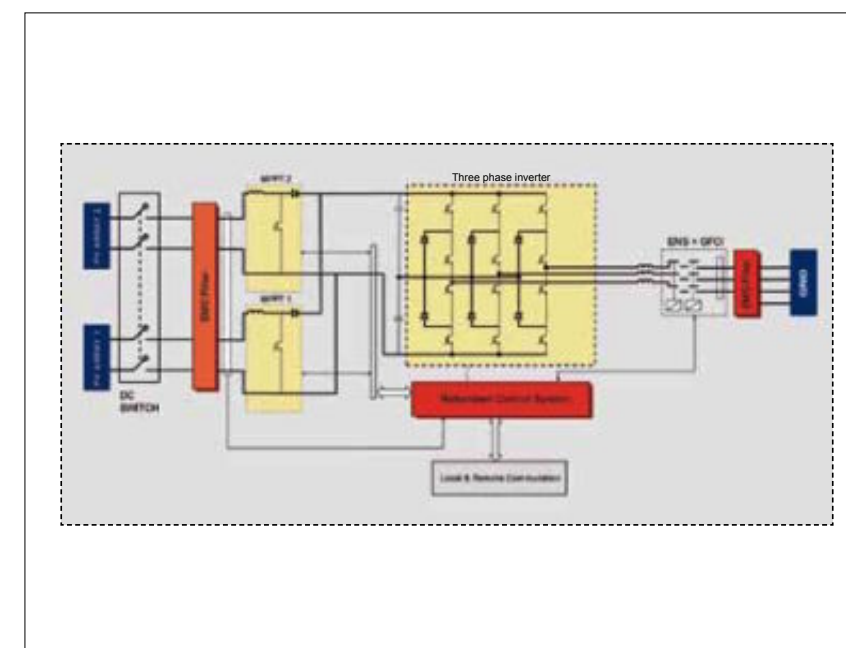 MPPT 2
Three phase inverter
ENS + GFCI
EMC Filter
EMC Filter
MPPT 1
GRID
DC
SWITCH
Redundant Control System
Local & Remote